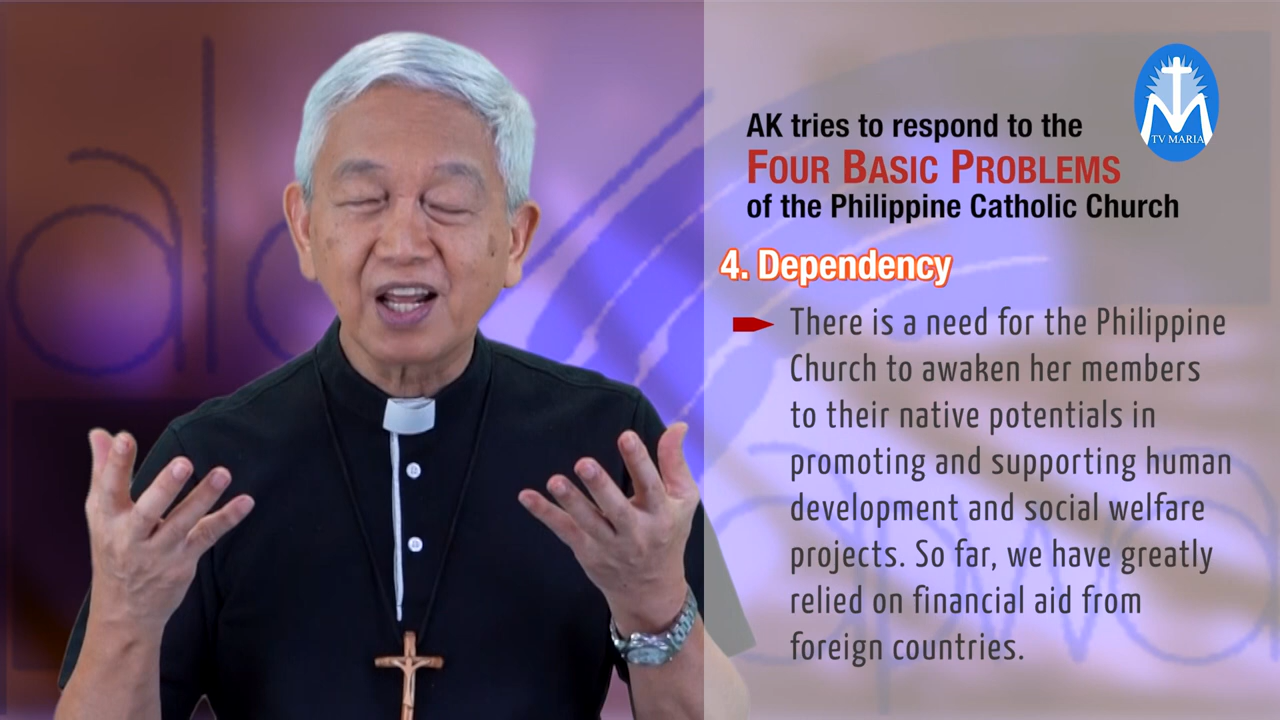 AK tries to respond to the
FOUR BASIC PROBLEMS
of the Philippine Catholic Church
TV MARIA
4. Dependency
There is a need for the Philippine
Church to awaken her members
to their native potentials in
promoting and supporting human
development and social welfare
projects. So far, we have greatly
relied on financial aid from
foreign countries.